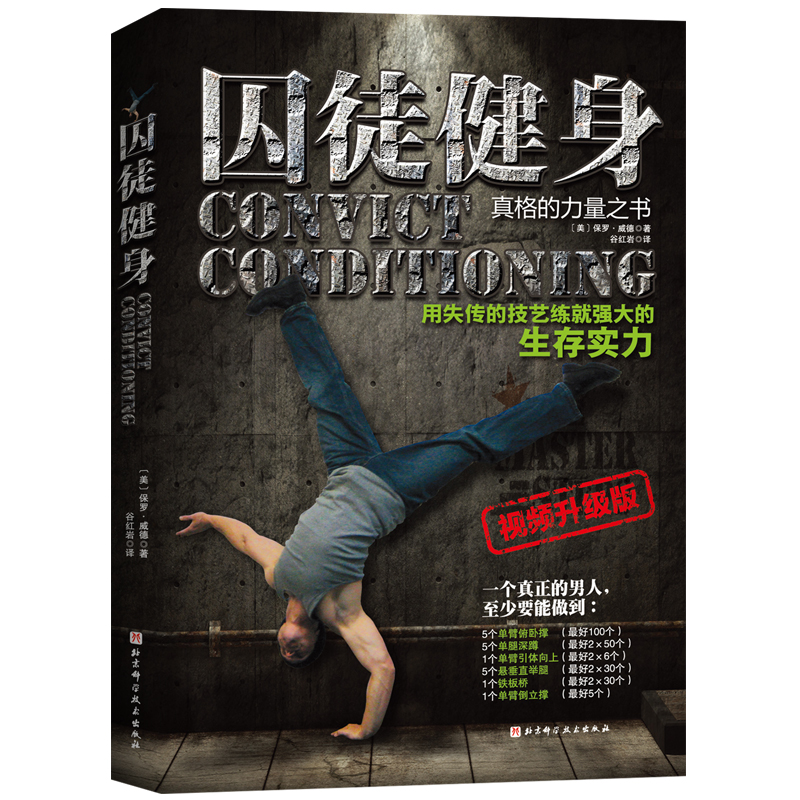 囚徒健身
CONVICT
CONDITIONING
〔美〕保罗·威德◎著
谷红岩◎译
北京科学技术出版社
囚徒健身
CONVICT
CONDITIONING
真格的力量之书
〔美〕保罗·威德◎著
谷红岩◎译
用失传的技艺练就强大的
生存实力
MASTER
视频升级版
一个真正的男人，
至少要能做到：
5个单臂俯卧撑（最好100个）
5个单腿深蹲（最好2×50个）
1个单臂引体向上（最好2×6个）
5个悬垂直举腿（最好2×30个）
1个铁板桥（最好2×30个）
1个单臂倒立撑（最好5个）
北京科学技术出版社